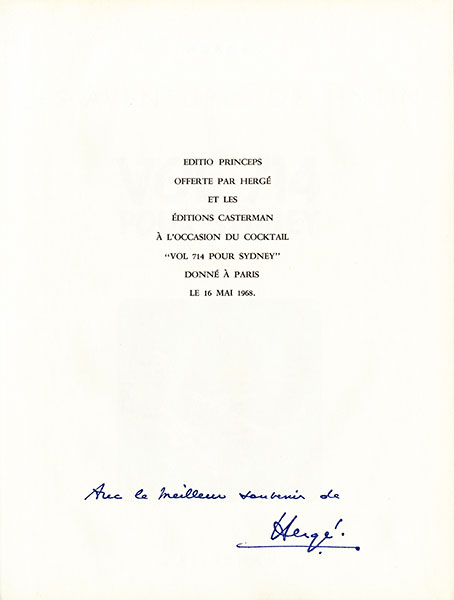 EDITIO PRINCEPS
OFFERTE PAR HERGÉ
ET LES
ÉDITIONS CASTERMAN
À L'OCCASION DU COCKTAIL
"VOL 714 POUR SYDNEY"
DONNÉ À PARIS
LE 16 MAI 1968.
Avec le meilleur souvenir de
Hergé.